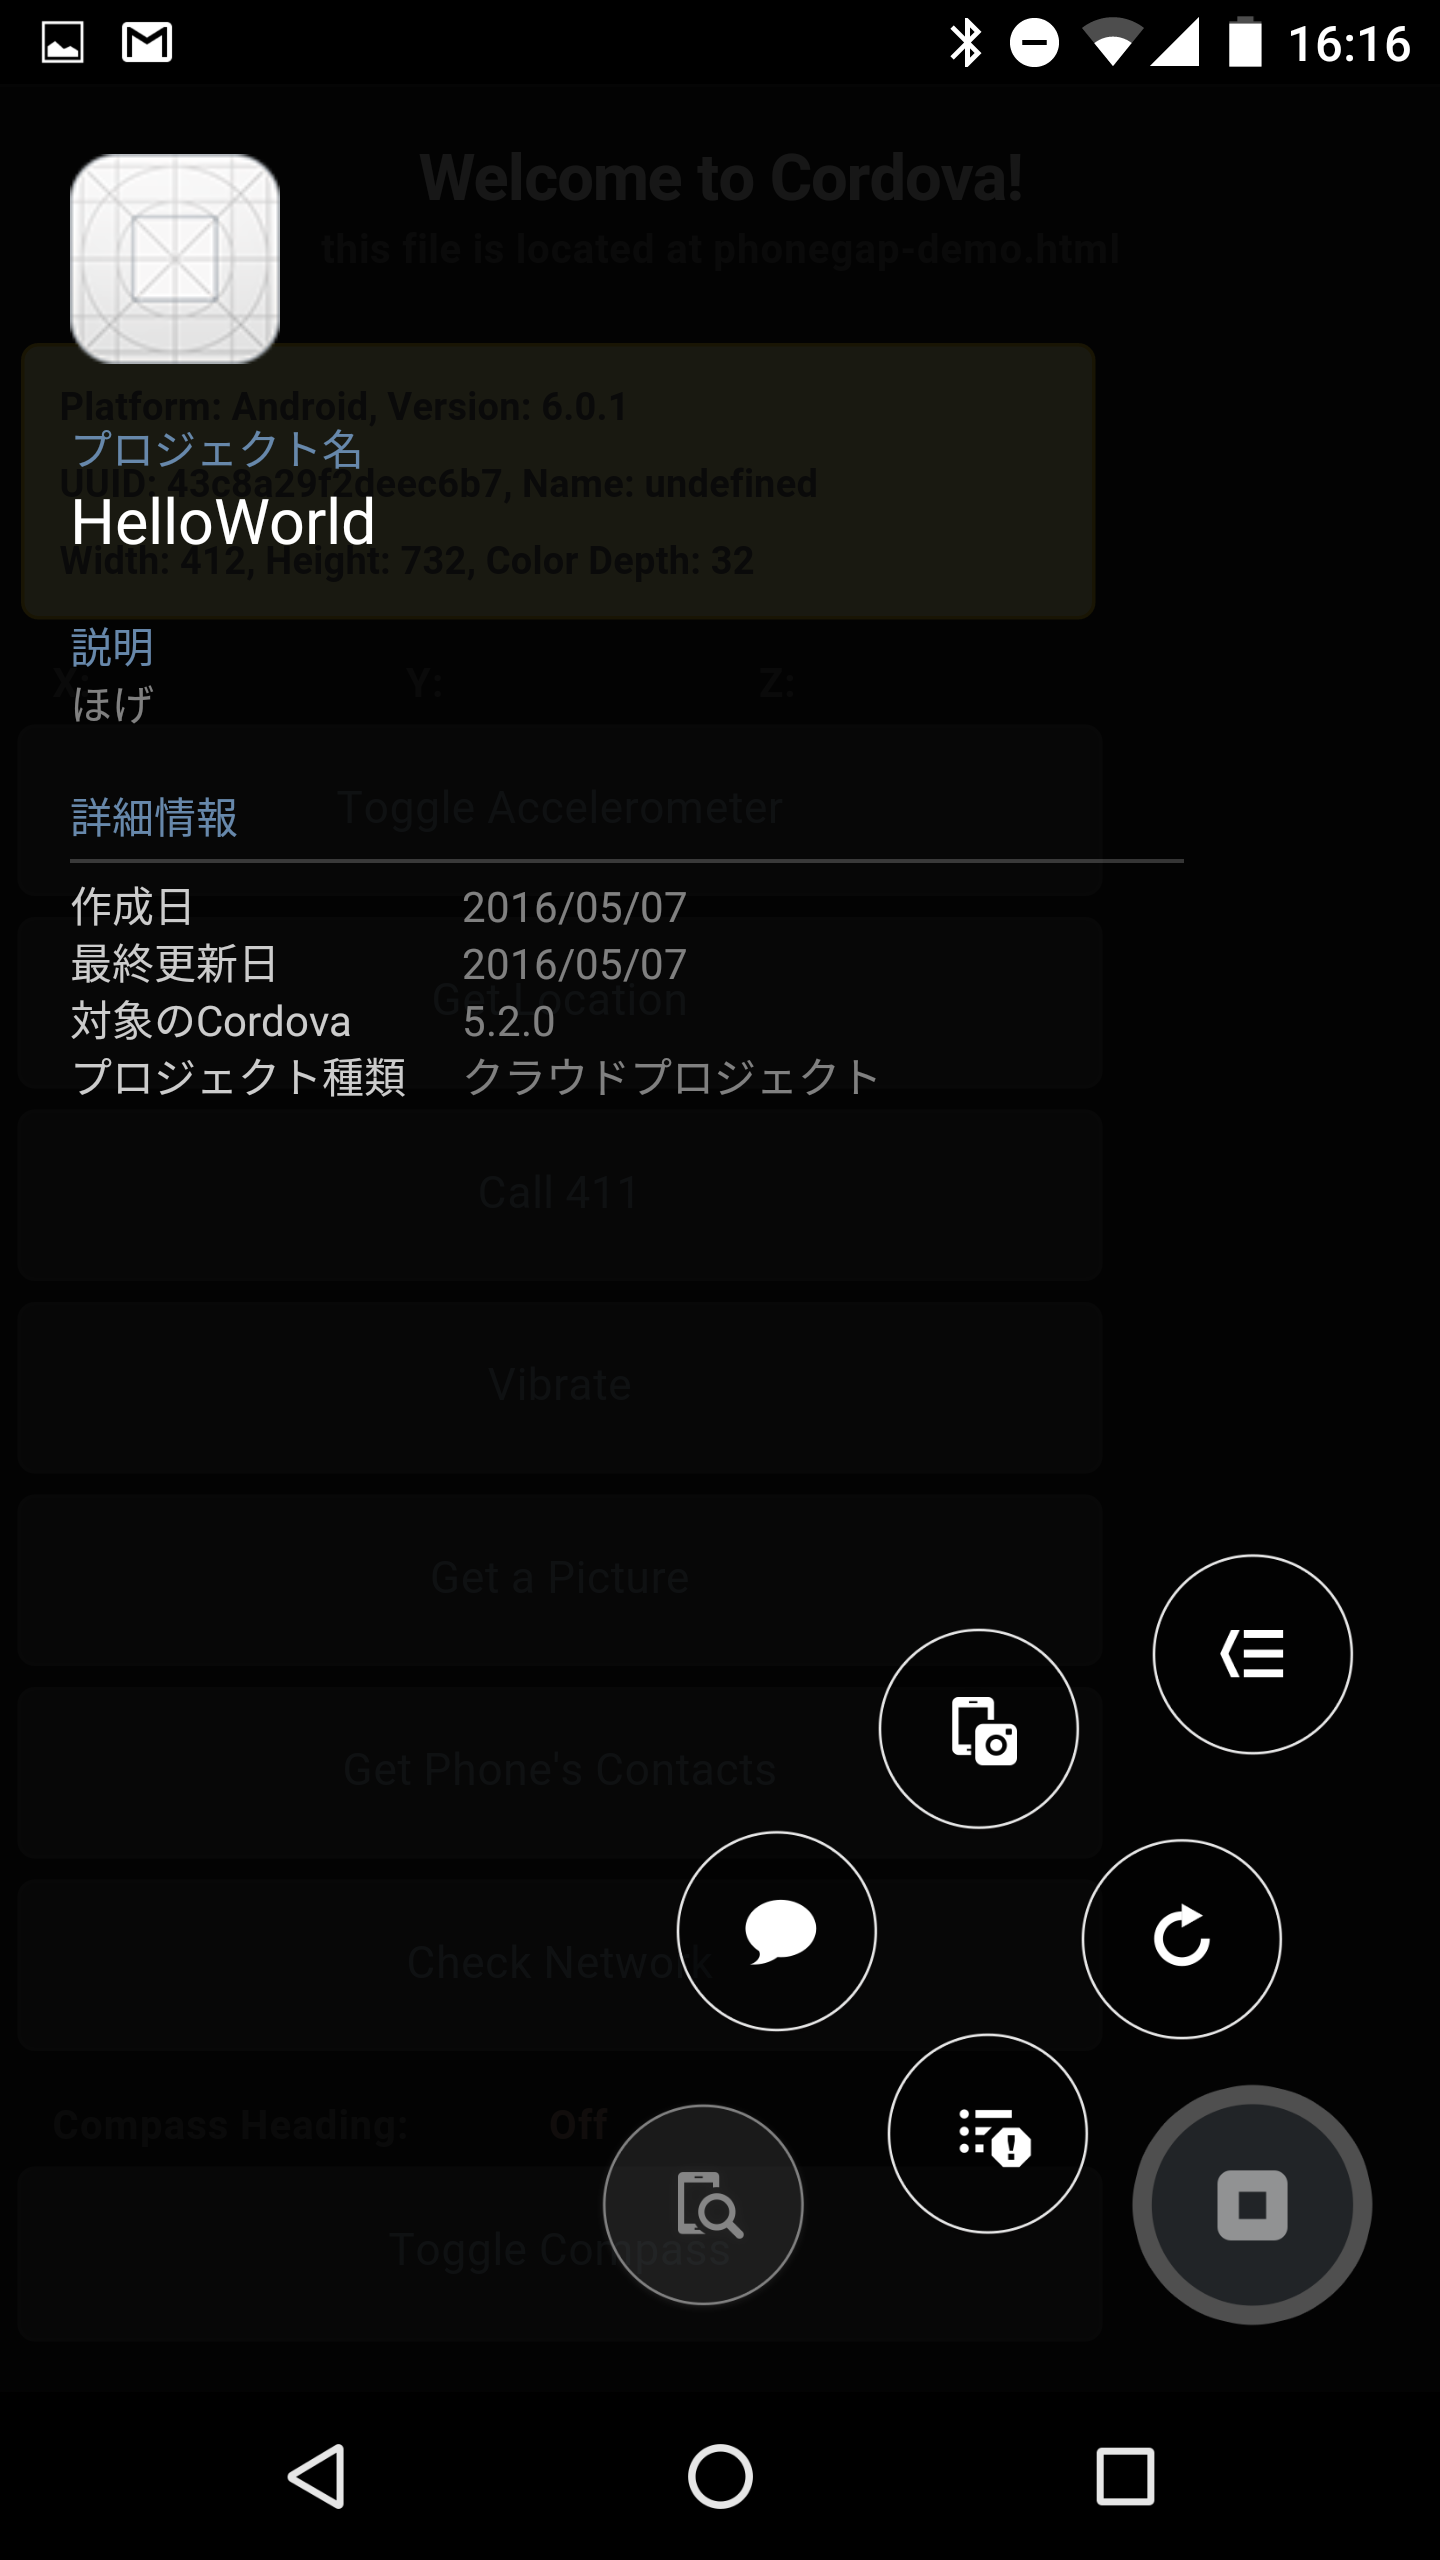 16:16
Welcome to Cordova!
this file is located at phonegap-demo.html
Platform: Android, Version: 6.0.1
プロジェクト名
UUID: 43c8a29f2deec6b7, Name: undefined
HelloWorld
Width: 412, Height: 732, Color Depth: 32
説明
X: Y: Z:
ほげ
Toggle Accelerometer
詳細情報
作成日 2016/05/07
最終更新日 2016/05/07
Get Location
対象のCordova 5.2.0
プロジェクト種類 クラウドプロジェクト
Call 411
Vibrate
Get a Picture
Get Phone's Contacts
Check Network
Compass Heading: Off
Toggle Compass